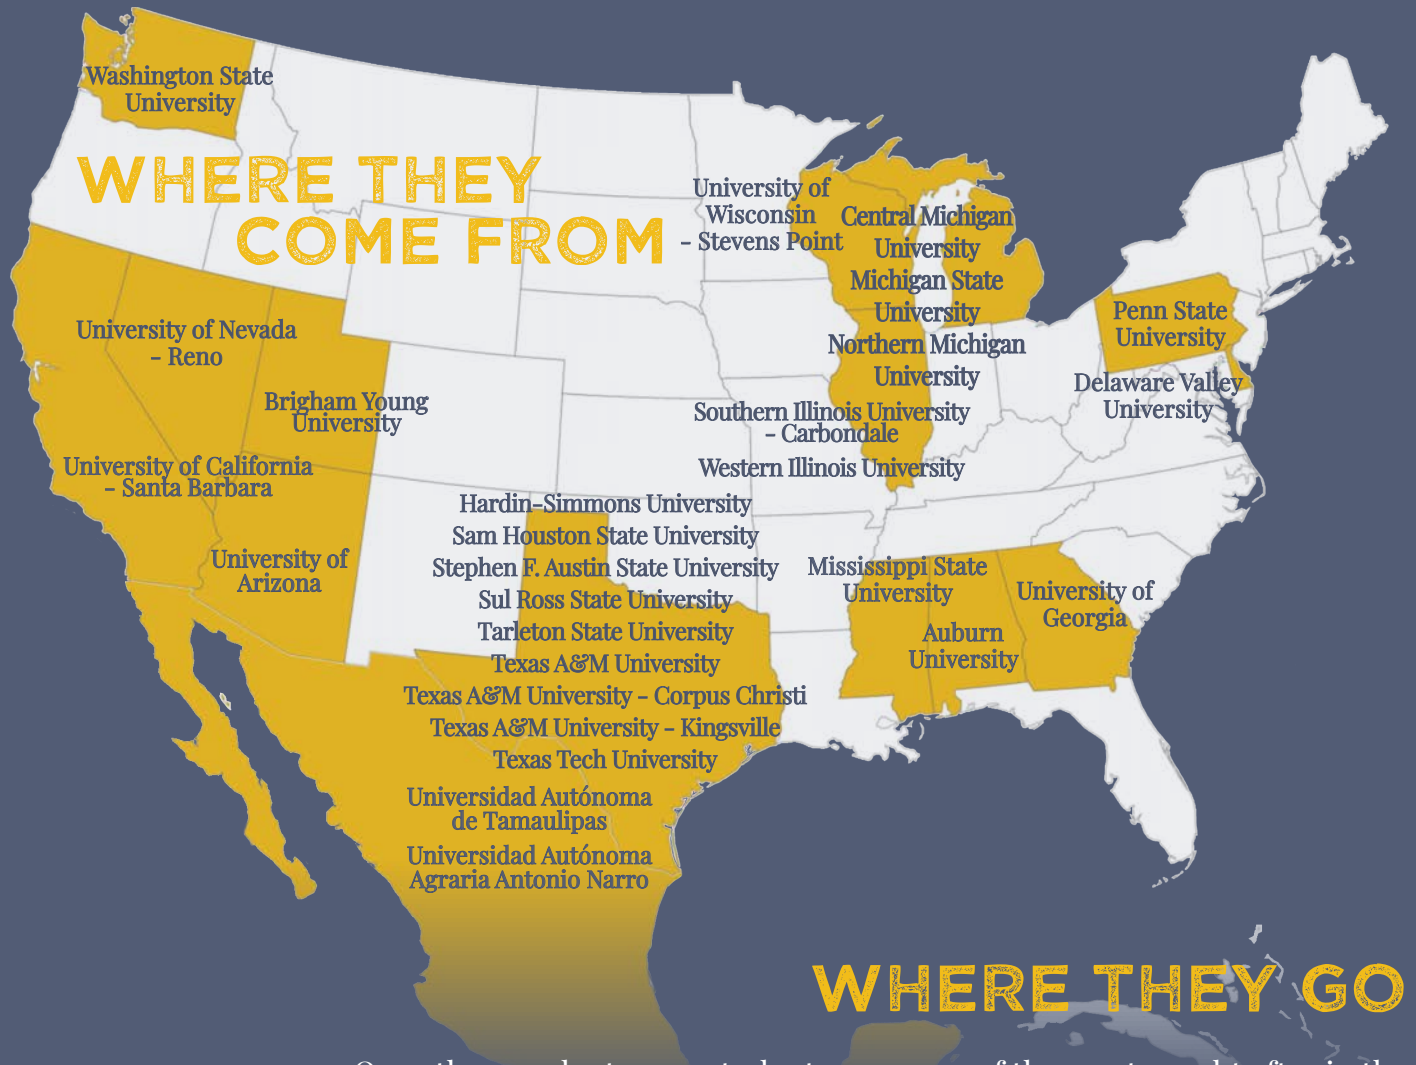 Washington State
University
WHERE THEY
COME FROM
University of
Wisconsin
- Stevens Point
Central Michigan
University
Michigan State
University
Northern Michigan
University
Penn State
University
Delaware Valley
University
University of Nevada
- Reno
Brigham Young
University
Southern Illinois University
- Carbondale
Western Illinois University
University of California
- Santa Barbara
University of
Arizona
Hardin-Simmons University
Sam Houston State University
Stephen F. Austin State University
Sul Ross State University
Tarleton State University
Texas A&M University
Texas A&M University - Corpus Christi
Texas A&M University - Kingsville
Texas Tech University
Universidad Autónoma
de Tamaulipas
Universidad Autónoma
Agraria Antonio Narro
Mississippi State
University
Auburn
University
University of
Georgia
WHERE THEY GO